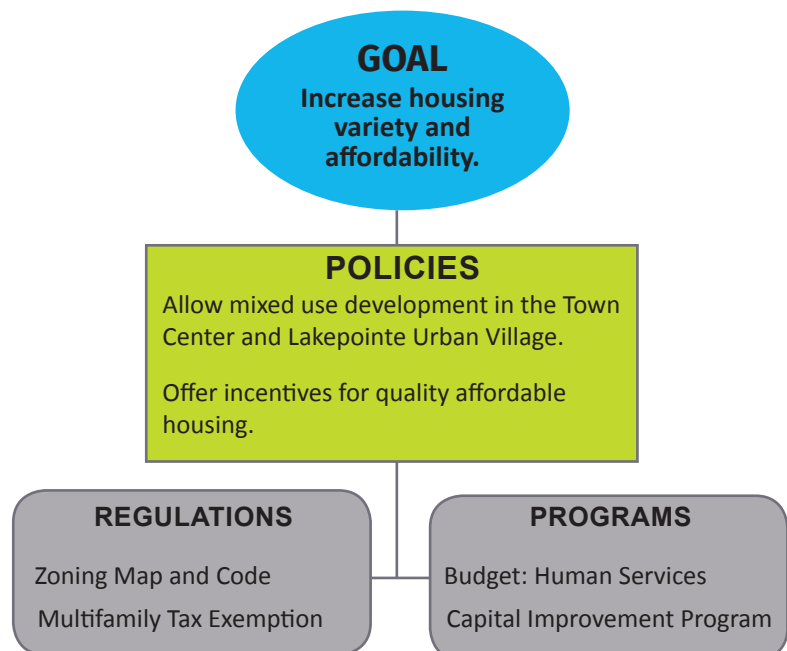 GOAL
Increase housing
variety and
affordability.
POLICIES
Allow mixed use development in the Town
Center and Lakepointe Urban Village.
Offer incentives for quality affordable
housing.
REGULATIONS
Zoning Map and Code
Multifamily Tax Exemption
PROGRAMS
Budget: Human Services
Capital Improvement Program